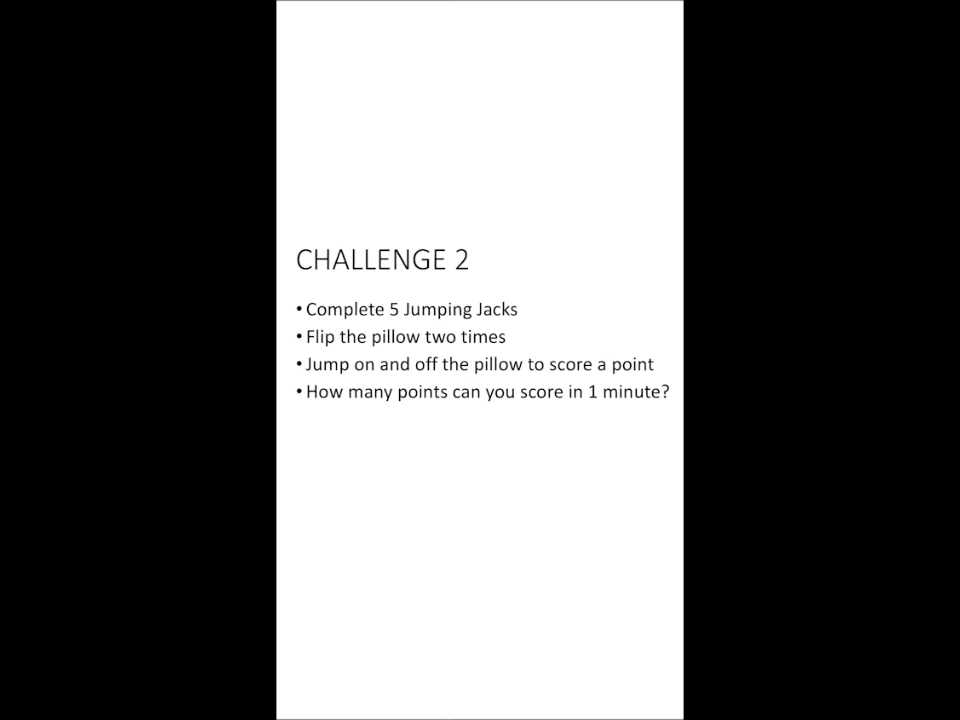 CHALLENGE 2
• Complete 5 Jumping Jacks
• Flip the pillow two times
• Jump on and off the pillow to score a point
• How many points can you score in 1 minute?